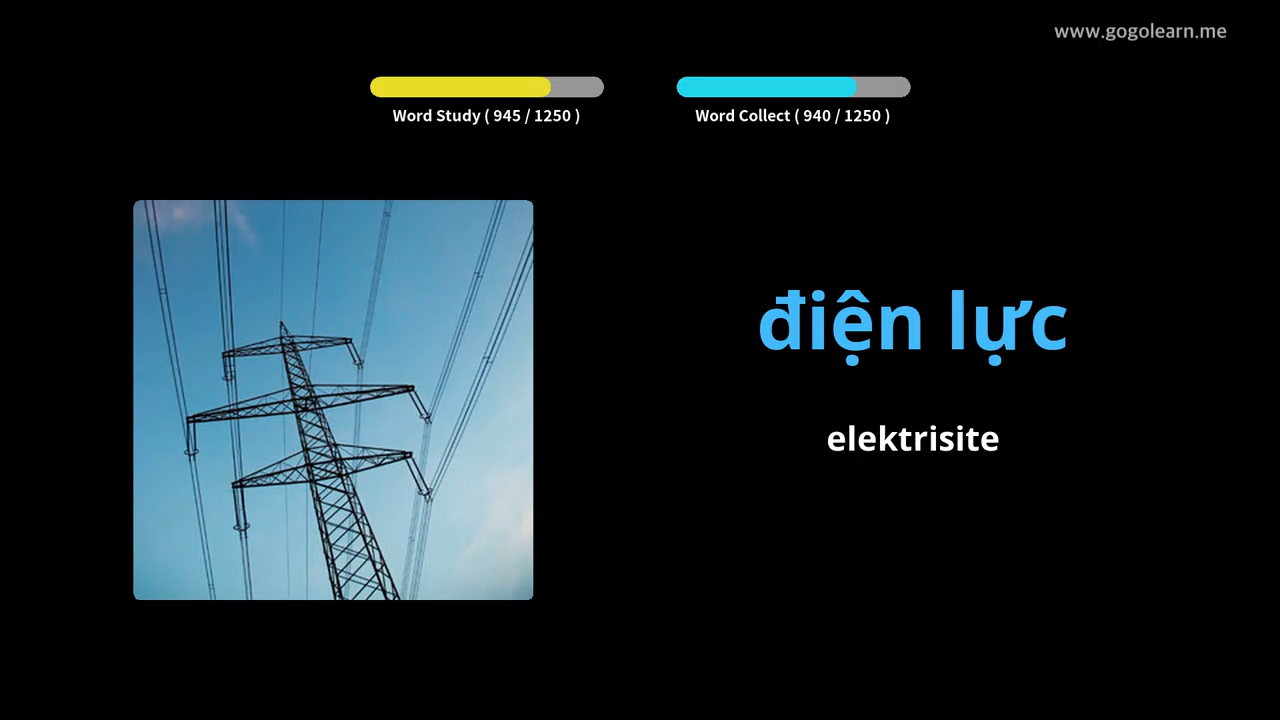 www.gogolearn.me
Word Study ( 945 / 1250 )
Word Collect ( 940 / 1250 )
điện lực
elektrisite